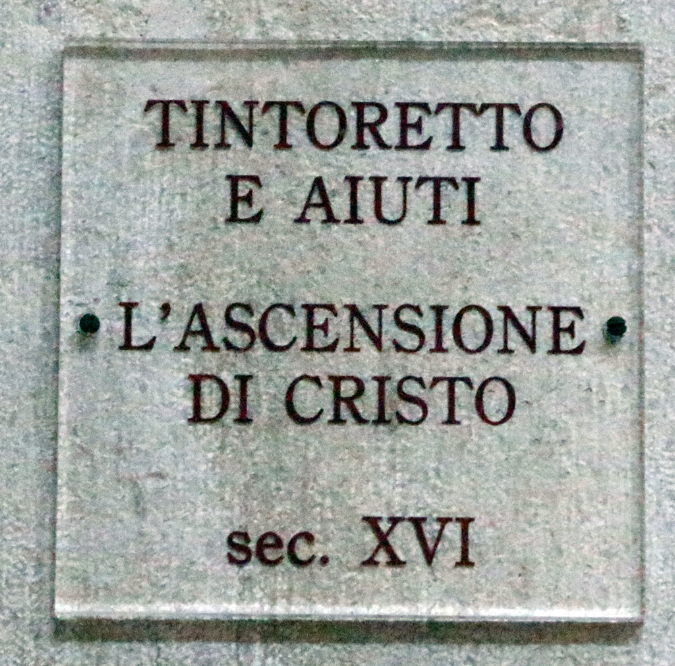 TINTORETTO
E AIUTI
L'ASCENSIONE
DI CRISTO
sec. XVI